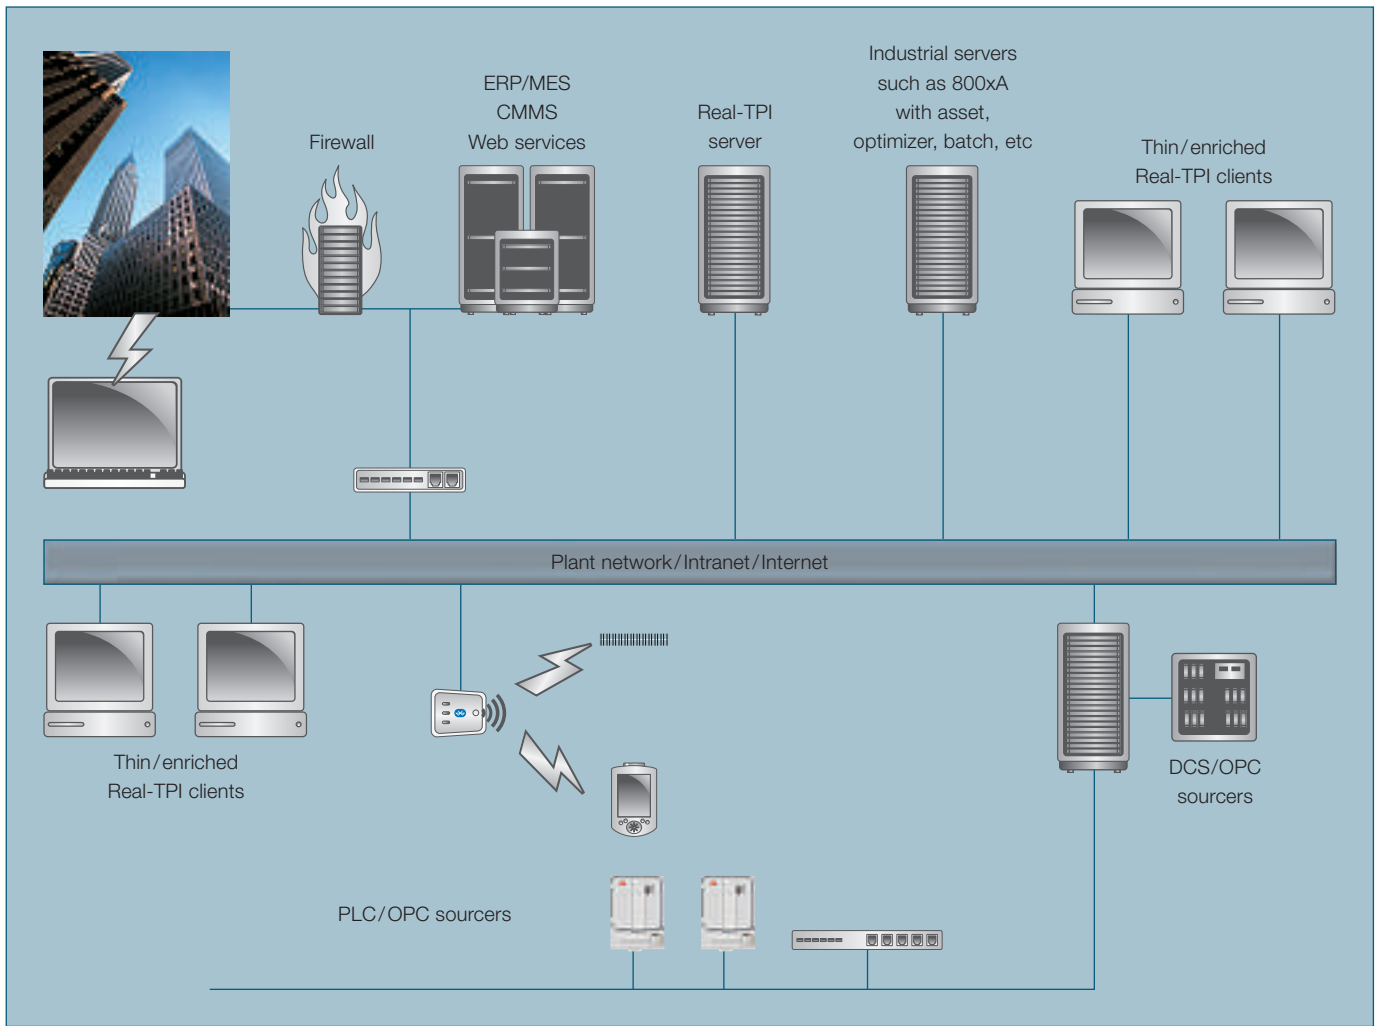 Firewall
ERP/MES
CMMS
Web services
Real-TPI
server
Industrial servers
such as 800xA
with asset,
optimizer, batch, etc
Thin/enriched
Real-TPI clients
Plant network/Intranet/Internet
Thin/enriched
Real-TPI clients
DCS/OPC
sourcers
PLC/OPC sourcers